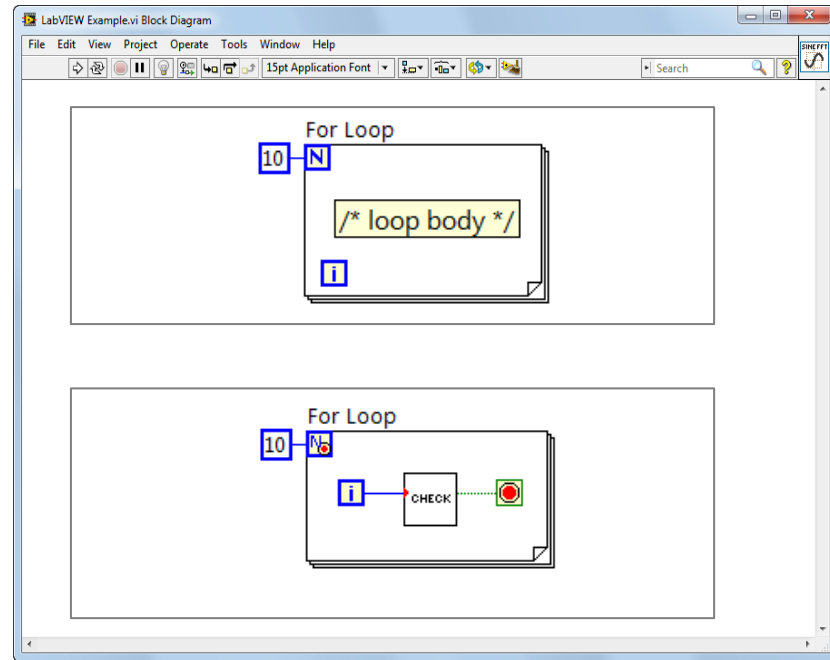 LabVIEW Example.vi Block Diagram
File Edit View Project Operate Tools Window Help
15pt Application Font
Search
?
SINEFFT
For Loop
10 N
/* loop body */
i
For Loop
10 N
i CHECK